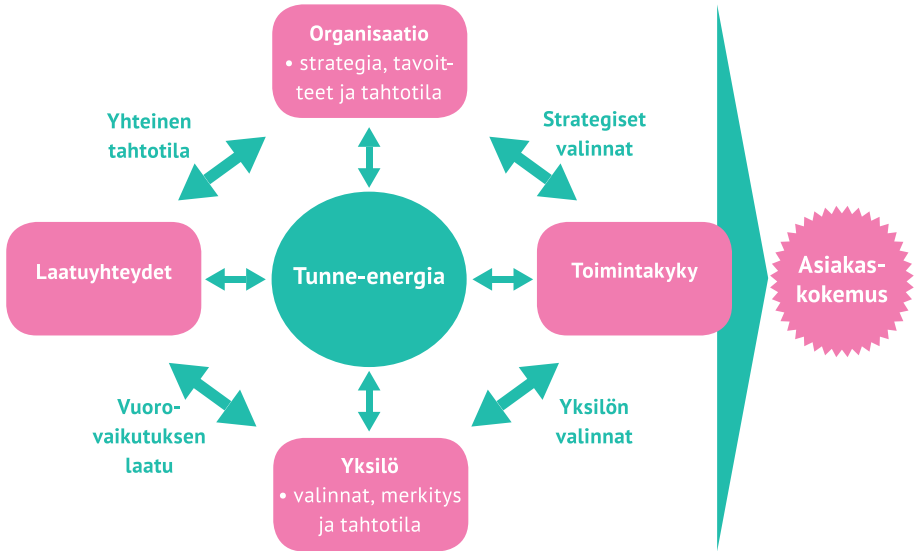 Organisaatio
• strategia, tavoit-
teet ja tahtotila
Yhteinen
tahtotila
Strategiset
valinnat
Laatuyhteydet
Tunne-energia
Toimintakyky
Asiakas-
kokemus
Vuoro-
vaikutuksen
laatu
Yksilön
valinnat
Yksilö
• valinnat, merkitys
ja tahtotila